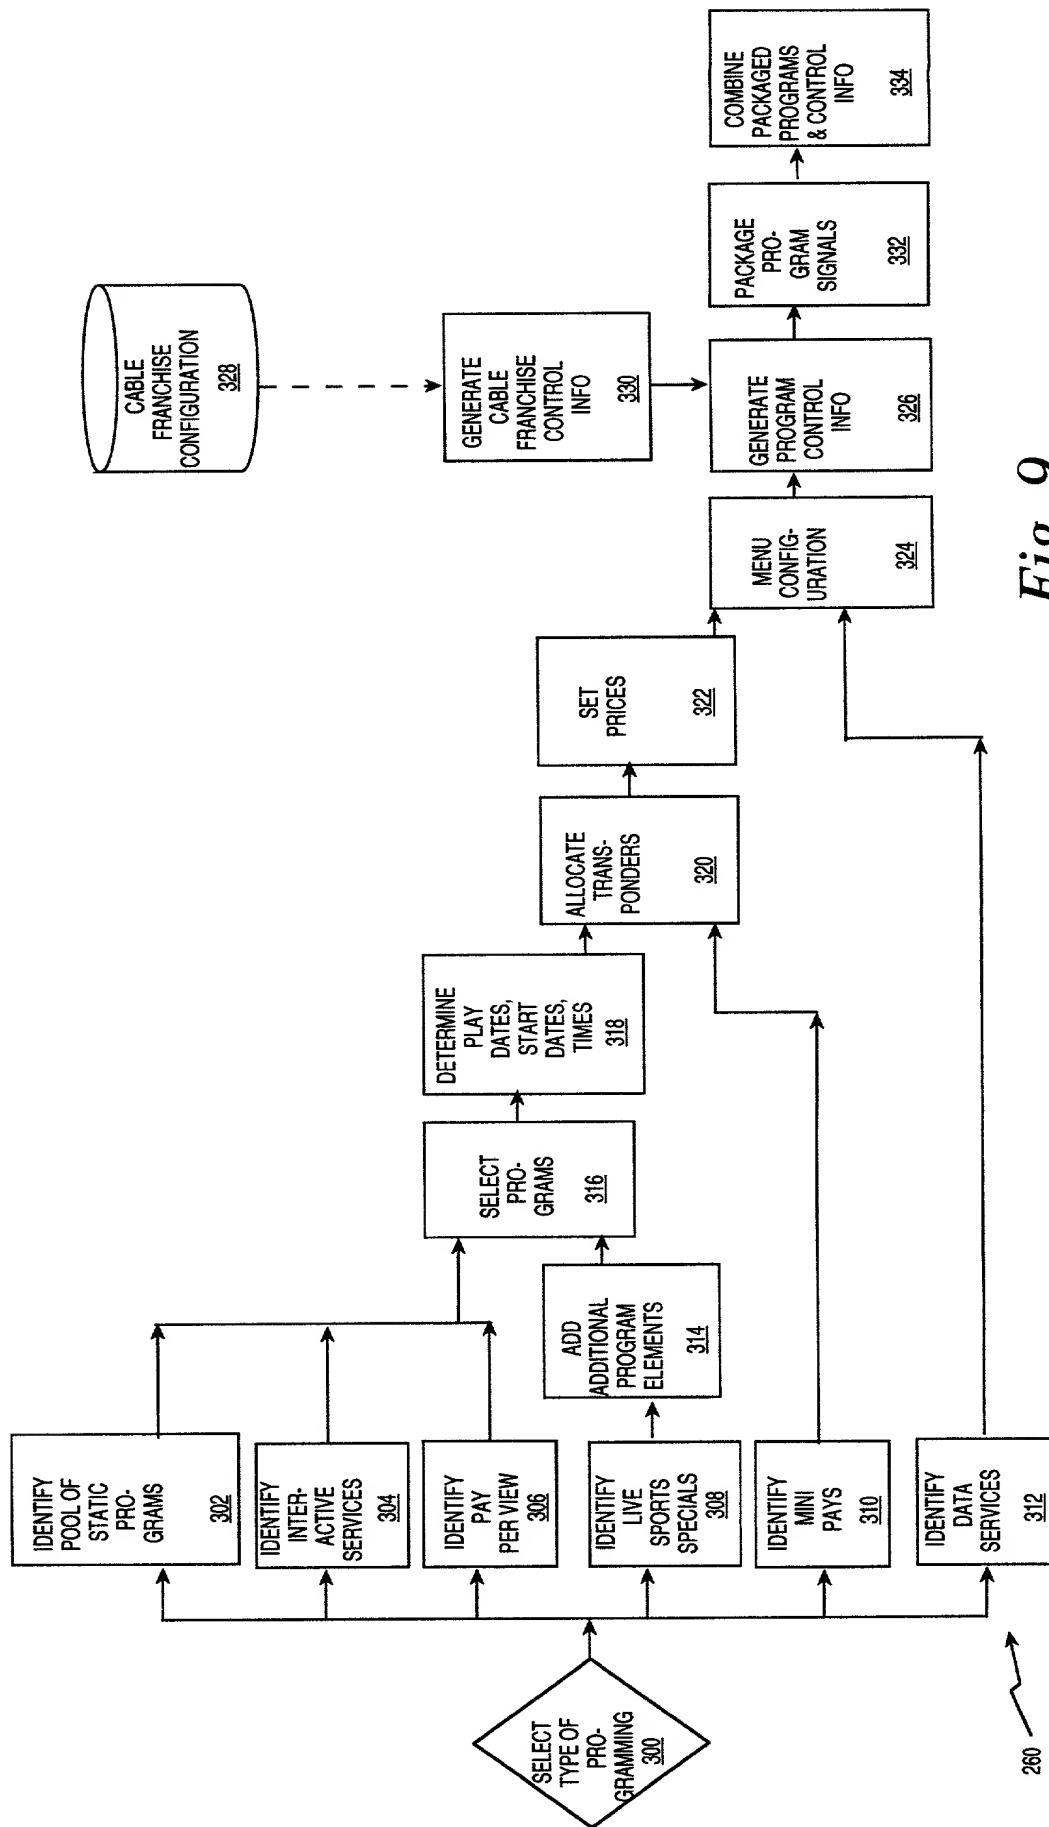 SELECT
TYPE OF
PRO-
GRAMMING
300
IDENTIFY
POOL OF
STATIC
PRO-
GRAMS
302
IDENTIFY
INTER-
ACTIVE
SERVICES
304
IDENTIFY
PAY
PER VIEW
306
IDENTIFY
LIVE
SPORTS
SPECIALS
308
IDENTIFY
MINI
PAYS
310
IDENTIFY
DATA
SERVICES
312
ADD
ADDITIONAL
PROGRAM
ELEMENTS
314
SELECT
PRO-
GRAMS
316
DETERMINE
PLAY
DATES,
START
DATES,
TIMES
318
ALLOCATE
TRANS-
PONDERS
320
SET
PRICES
322
MENU
CONFIG-
URATION
324
CABLE
FRANCHISE
CONFIGURATION
328
GENERATE
CABLE
FRANCHISE
CONTROL
INFO
330
GENERATE
PROGRAM
CONTROL
INFO
326
PACKAGE
PRO-
GRAM
SIGNALS
332
COMBINE
PACKAGED
PROGRAMS
& CONTROL
INFO
334
260
Fig. 9